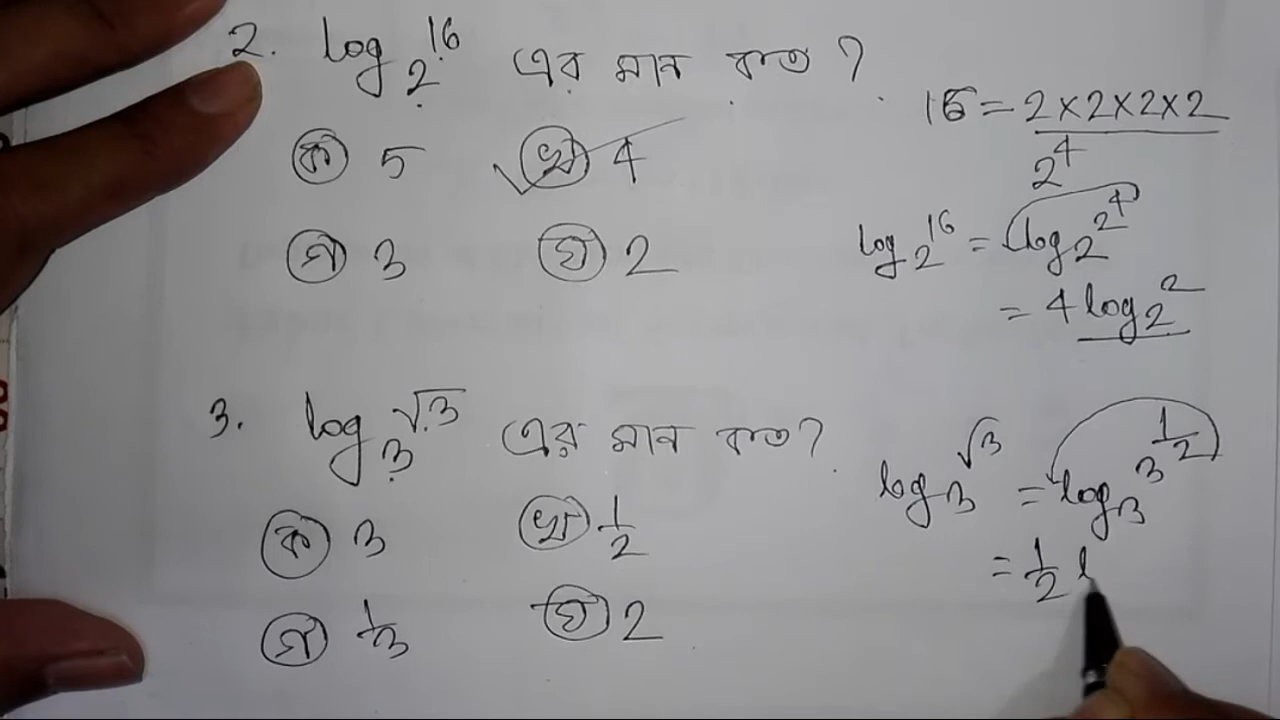 2. log₂16 এর মান কত ?
ক 5 খ 4
গ 3 ঘ 2
16 = 2×2×2×2
2⁴
log₂16 = log₂2⁴
= 4 log₂2
3. log₃√3 এর মান কত?
ক 3 খ 1/2
গ 1/3 ঘ 2
log₃√3 = log₃3^(1/2)
= 1/2 l